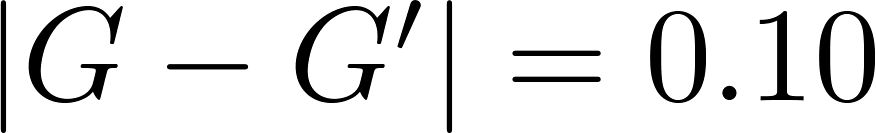 |G − G′| = 0.10